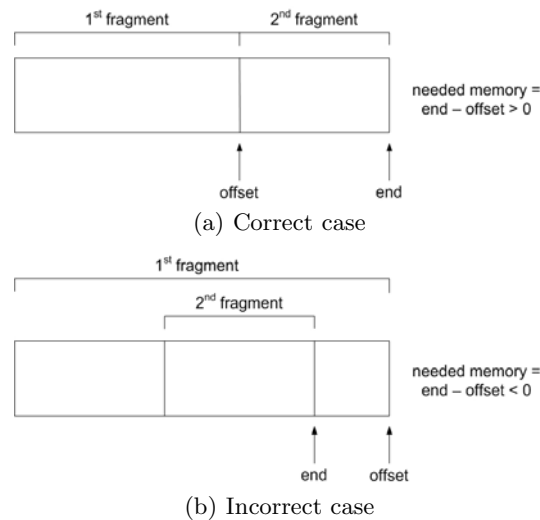 1st fragment 2nd fragment
needed memory =
end – offset > 0
offset end
(a) Correct case
1st fragment
2nd fragment
needed memory =
end – offset < 0
end offset
(b) Incorrect case